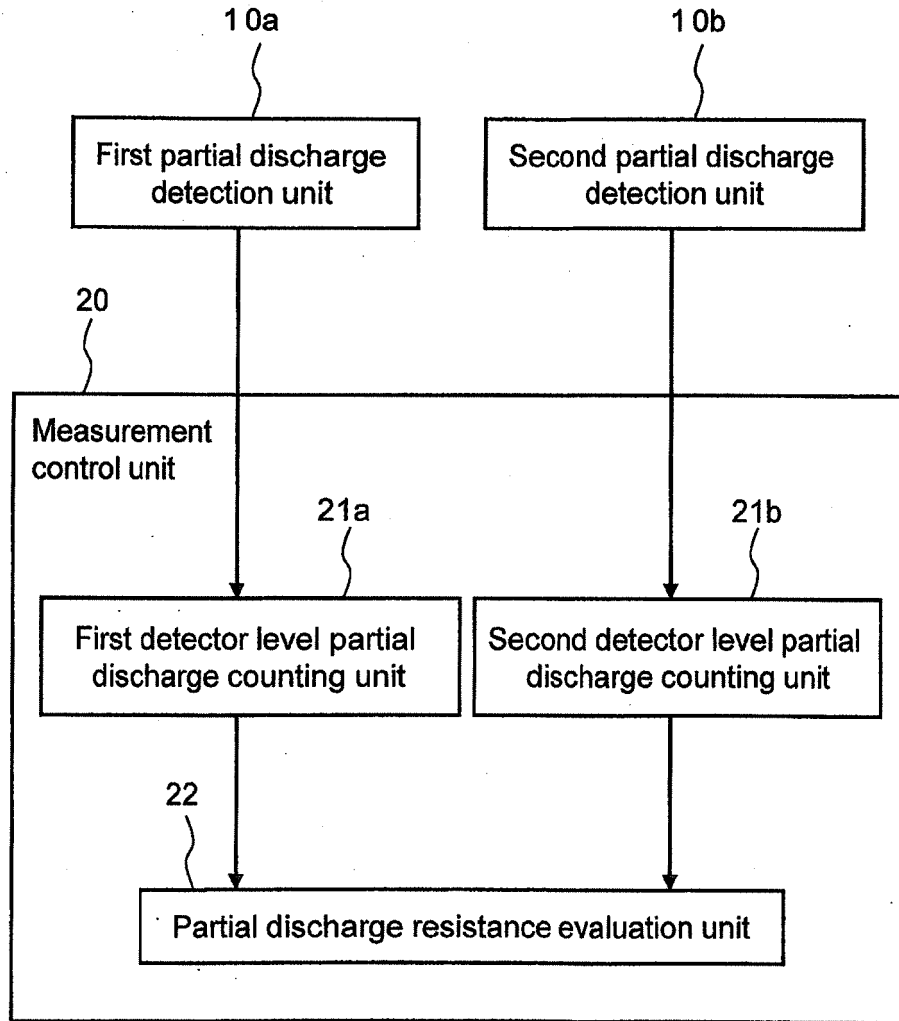 10a
10b
First partial discharge
detection unit
Second partial discharge
detection unit
20
Measurement
control unit
21a
21b
First detector level partial
discharge counting unit
Second detector level partial
discharge counting unit
22
Partial discharge resistance evaluation unit